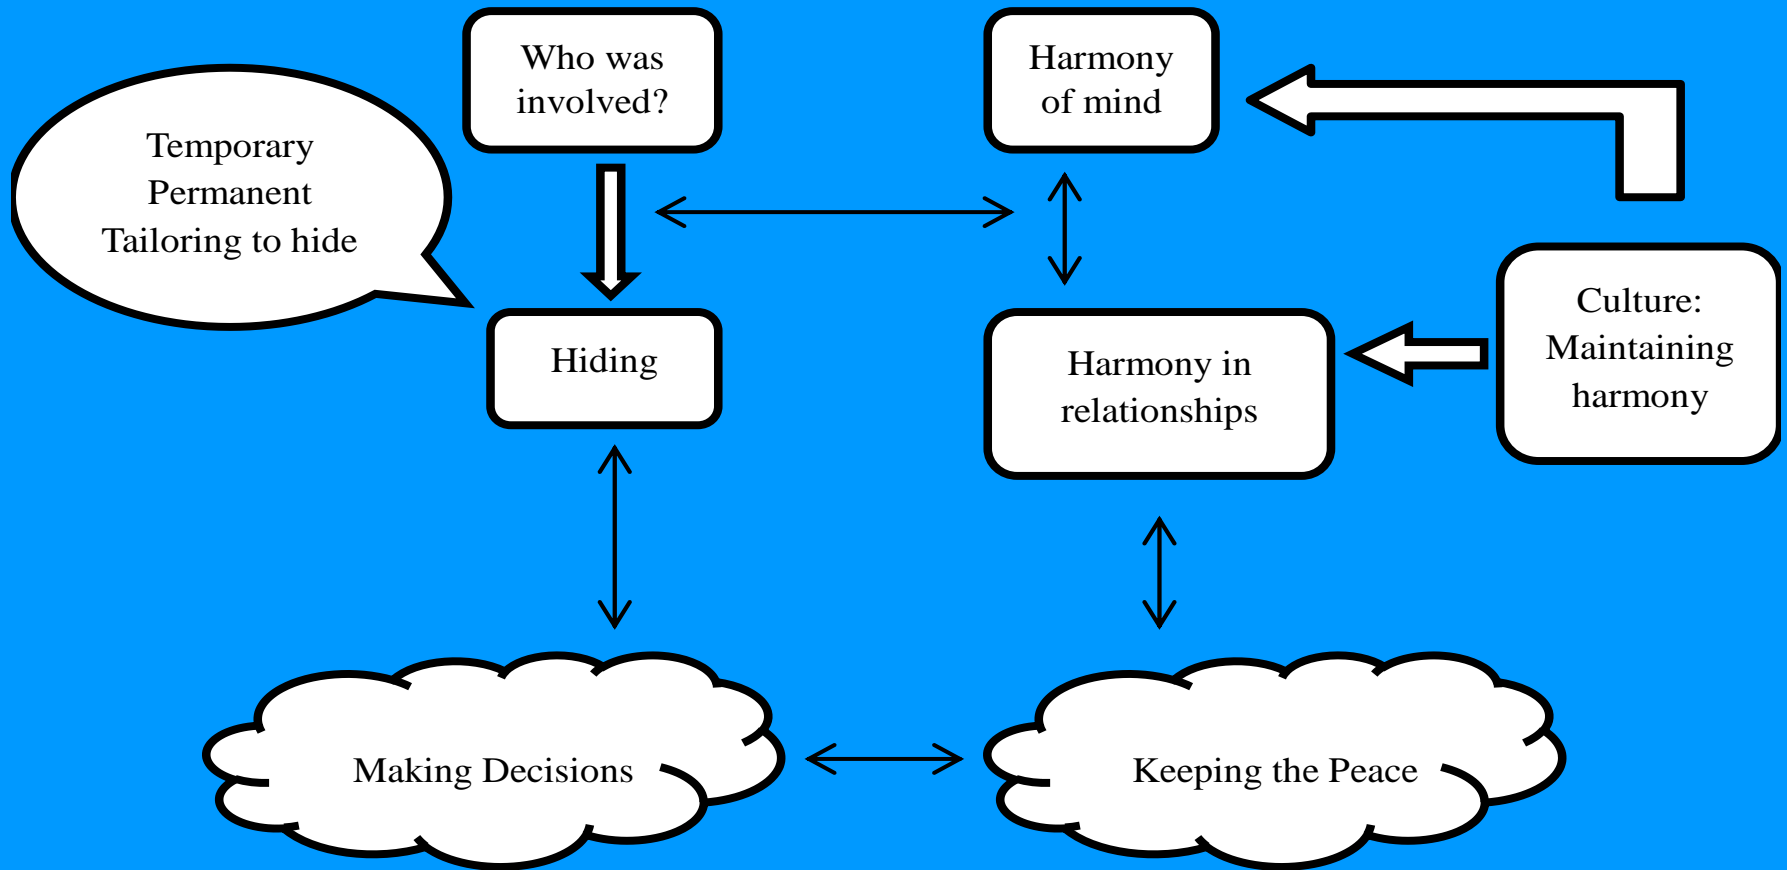 Who was
involved?
Harmony
of mind
Temporary
Permanent
Tailoring to hide
Hiding
Harmony in
relationships
Culture:
Maintaining
harmony
Making Decisions
Keeping the Peace